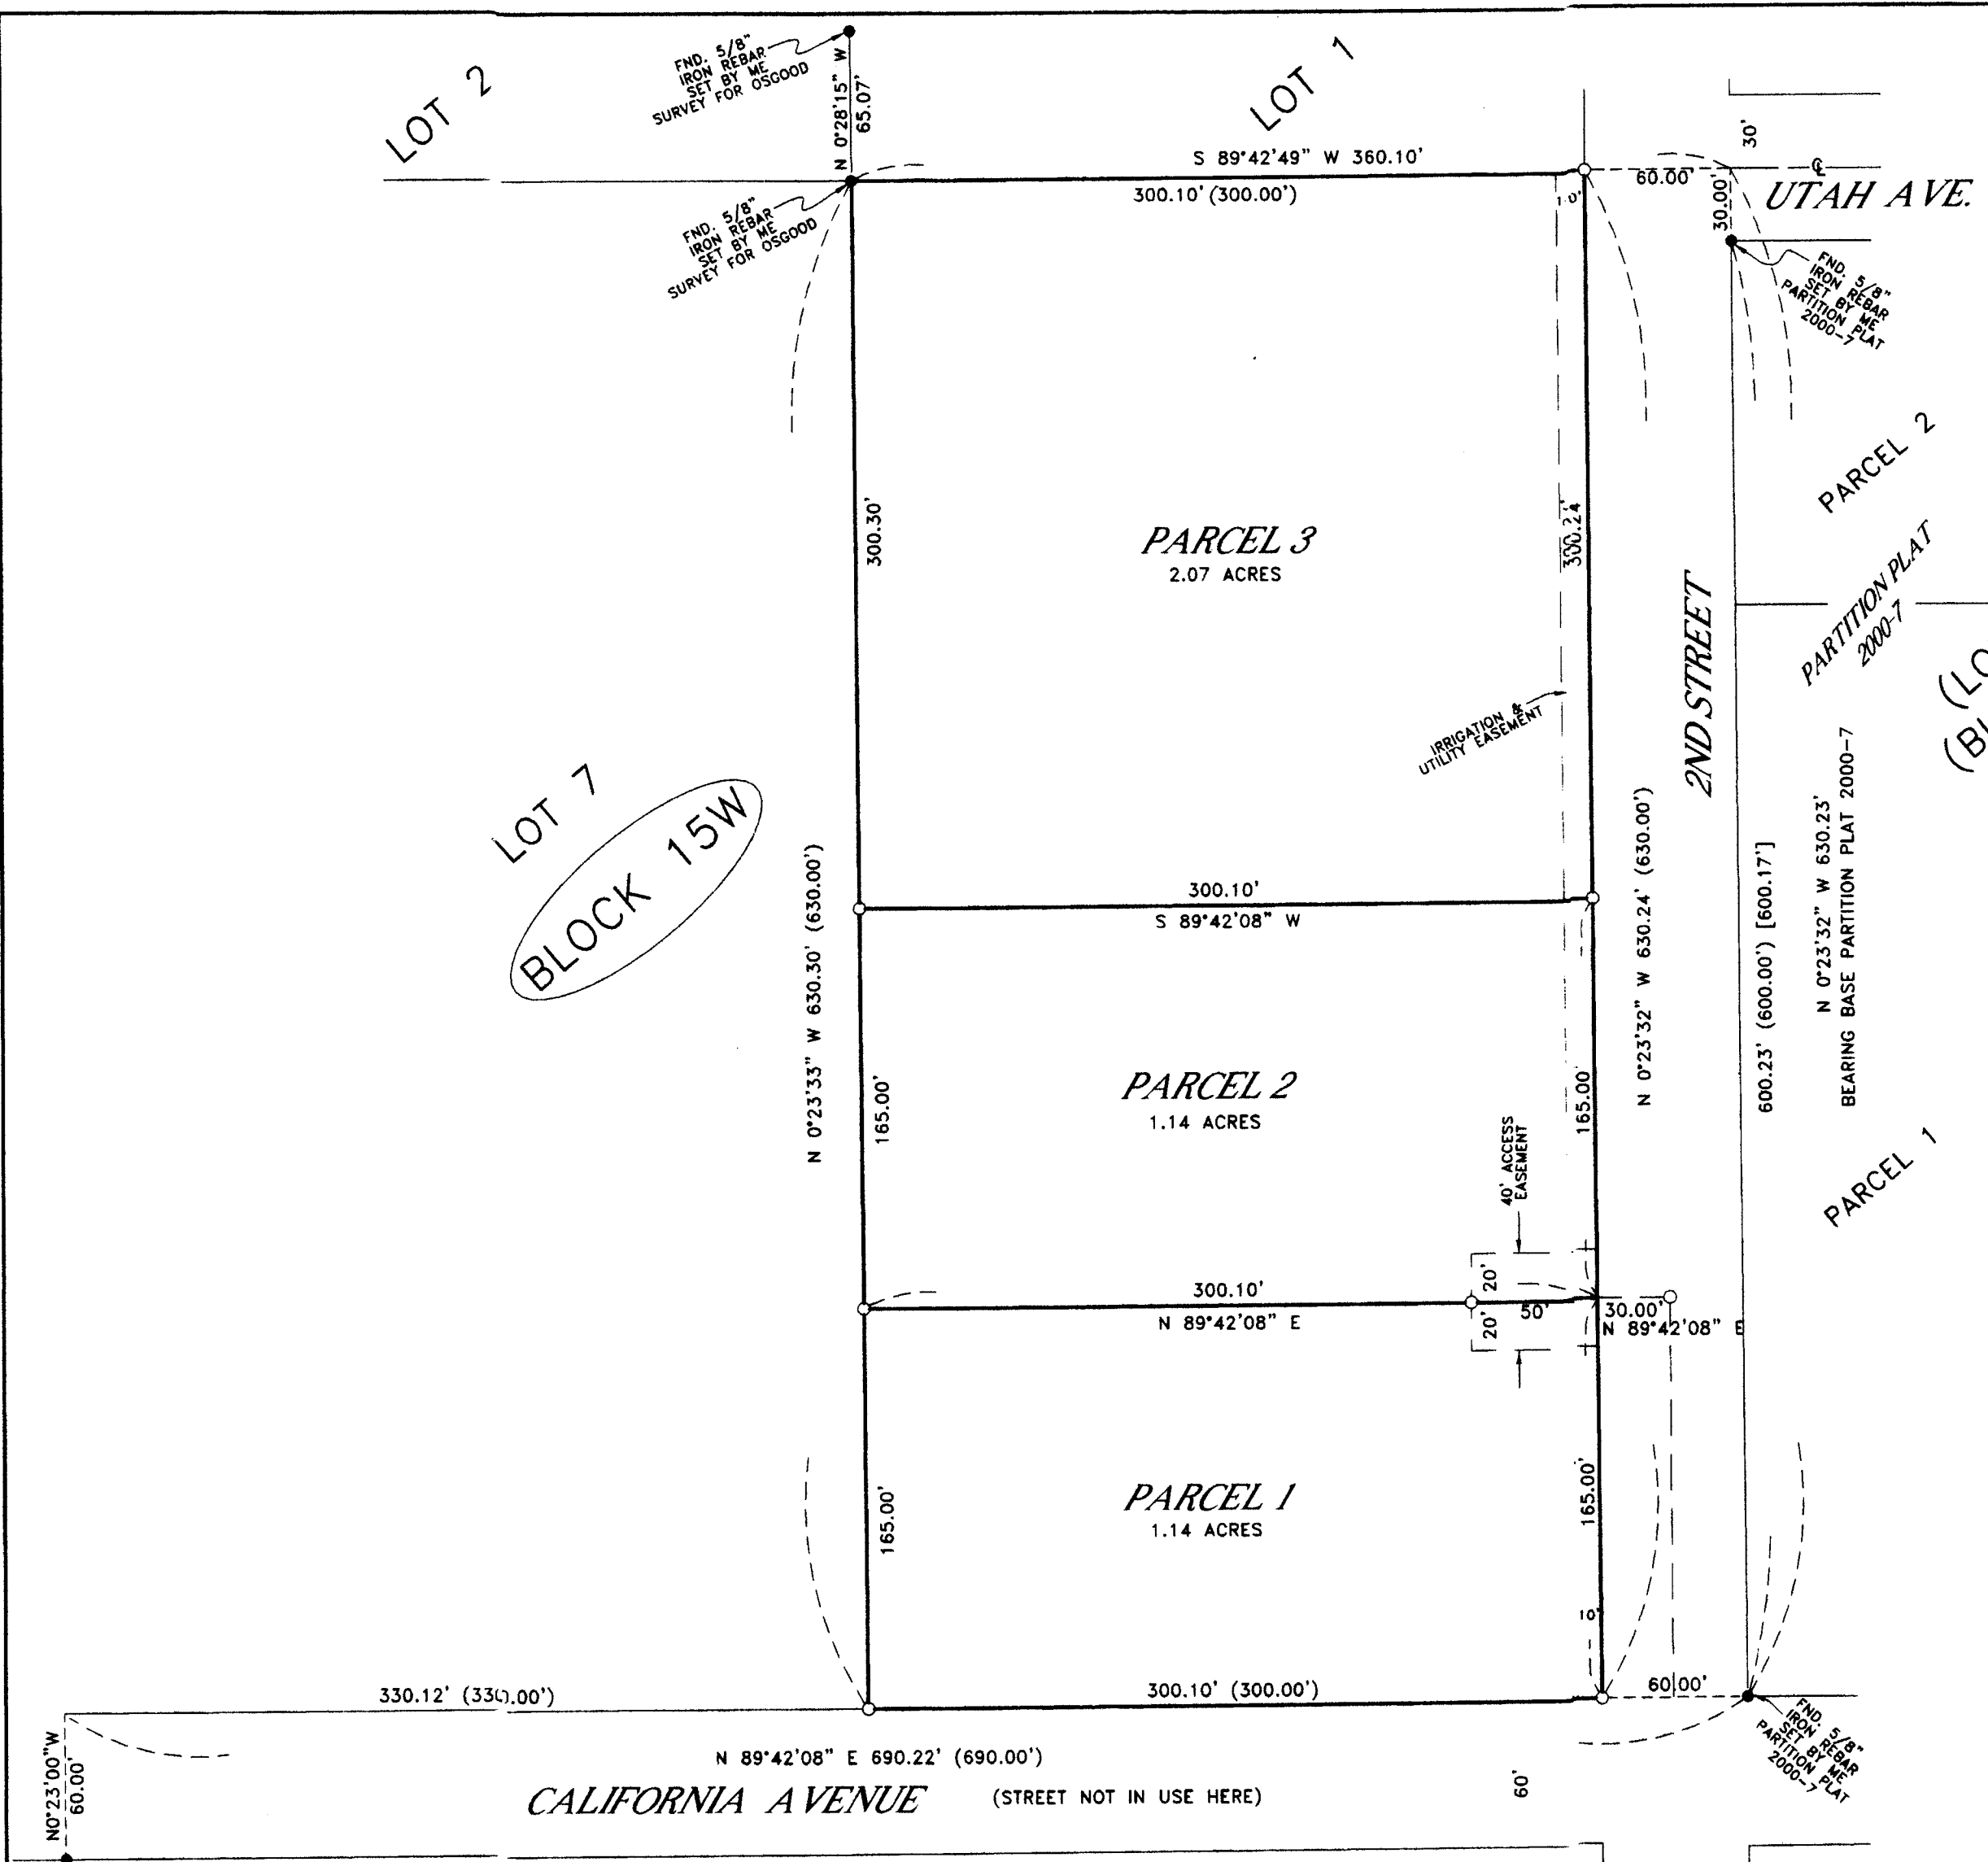 FND. 5/8"
IRON REBAR
SET BY ME
SURVEY FOR OSGOOD
N 0°28'15" W
65.07'
LOT 2
LOT 1
S 89°42'49" W 360.10'
300.10' (300.00')
60.00'
30'
30.00'
℄
UTAH AVE.
FND. 5/8"
IRON REBAR
SET BY ME
SURVEY FOR OSGOOD
FND. 5/8"
IRON REBAR
SET BY ME
PARTITION PLAT
2000-7
PARCEL 2
300.30'
PARCEL 3
2.07 ACRES
300.24'
2ND STREET
PARTITION PLAT
2000-7
IRRIGATION &
UTILITY EASEMENT
LOT 7
BLOCK 15W
N 0°23'33" W 630.30' (630.00')
300.10'
S 89°42'08" W
N 0°23'32" W 630.24' (630.00')
600.23' (600.00') [600.17']
N 0°23'32" W 630.23'
BEARING BASE PARTITION PLAT 2000-7
165.00'
PARCEL 2
1.14 ACRES
165.00'
40' ACCESS
EASEMENT
PARCEL 1
300.10'
N 89°42'08" E
20'
20'
50'
30.00'
N 89°42'08" E
165.00'
PARCEL 1
1.14 ACRES
165.00'
10'
330.12' (330.00')
300.10' (300.00')
60.00'
FND. 5/8"
IRON REBAR
SET BY ME
PARTITION PLAT
2000-7
N0°23'00"W
60.00'
N 89°42'08" E 690.22' (690.00')
CALIFORNIA AVENUE (STREET NOT IN USE HERE)
60'